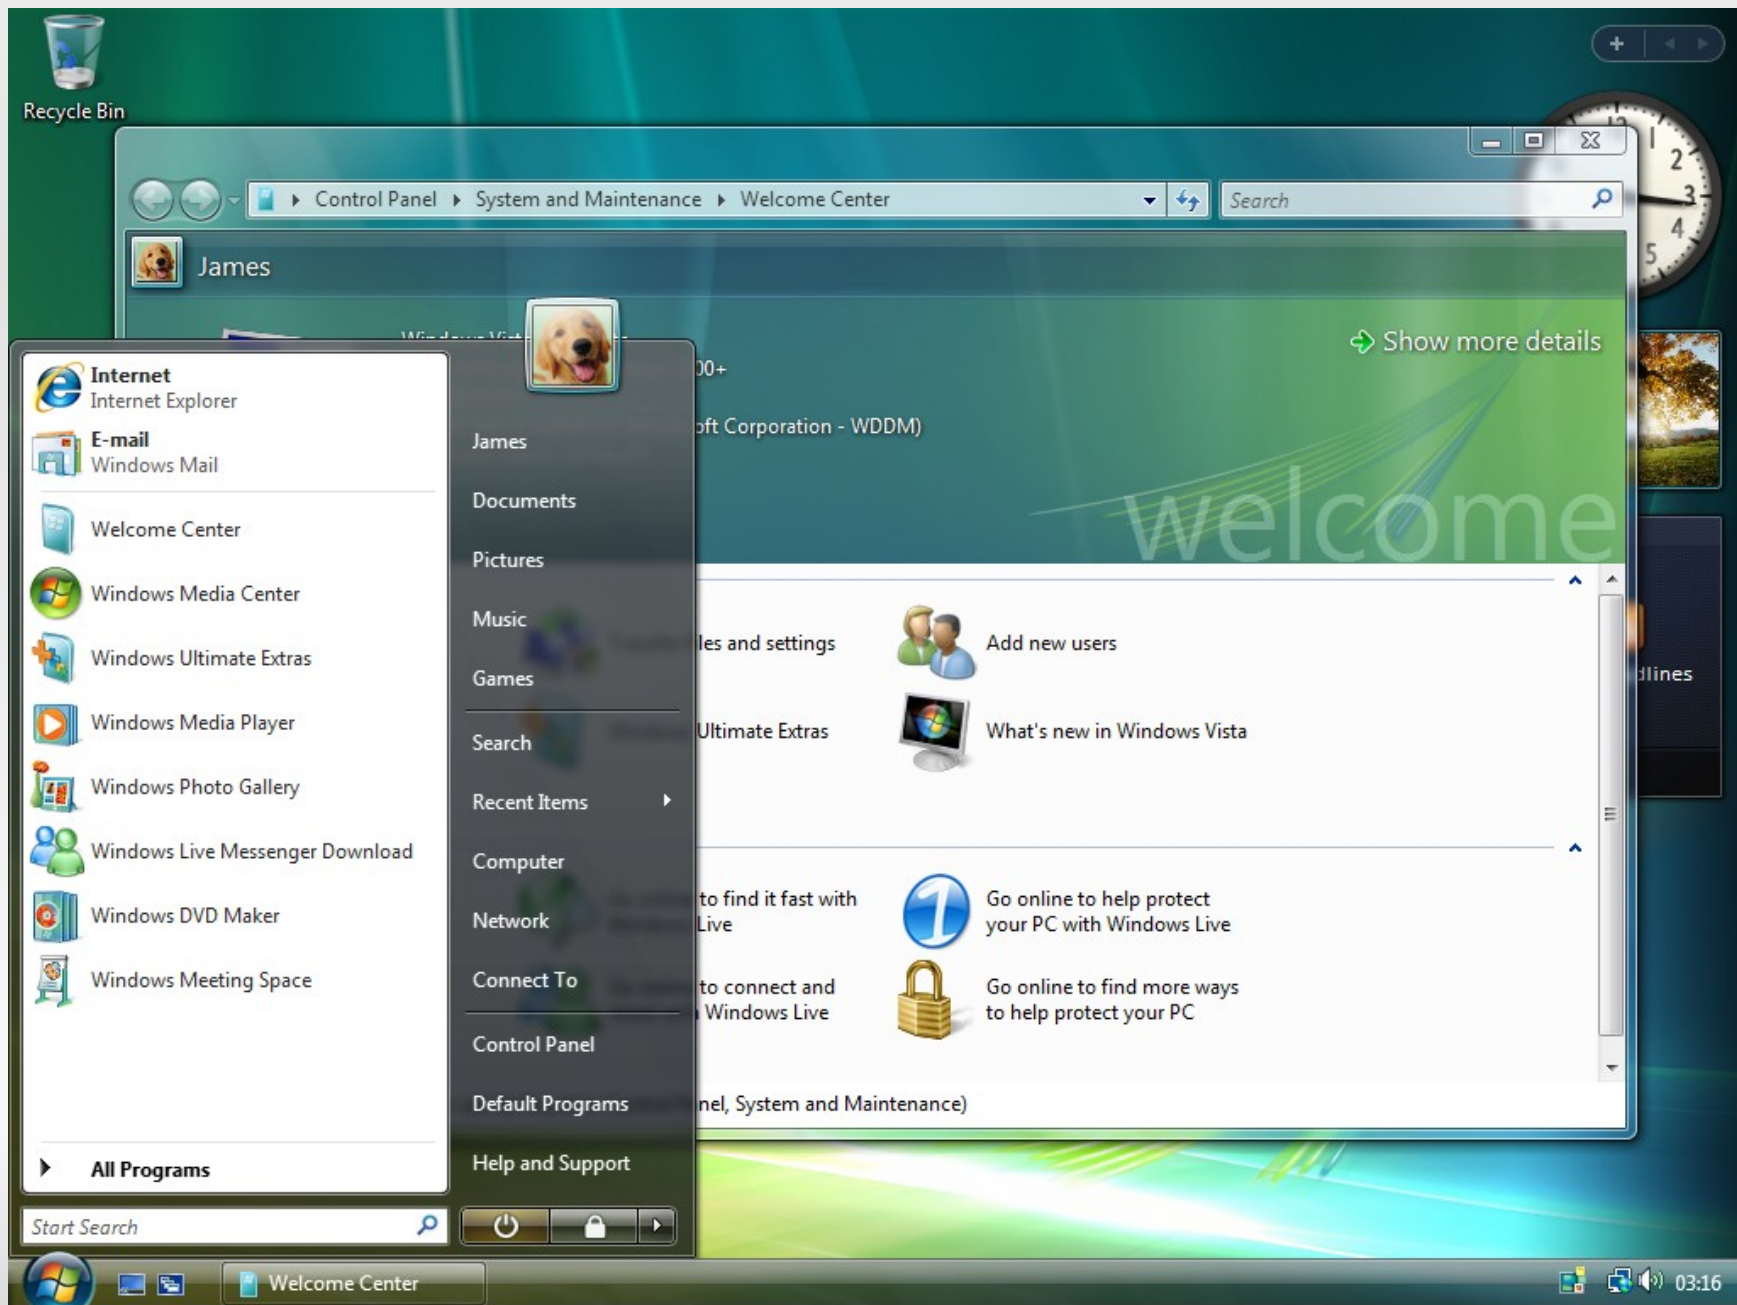 Recycle Bin
Control Panel
System and Maintenance
Welcome Center
Search
James
Show more details
00+
oft Corporation - WDDM)
welcome
les and settings
Add new users
Ultimate Extras
What's new in Windows Vista
to find it fast with
Live
Go online to help protect
your PC with Windows Live
to connect and
Windows Live
Go online to find more ways
to help protect your PC
nel, System and Maintenance)
Internet
Internet Explorer
E-mail
Windows Mail
Welcome Center
Windows Media Center
Windows Ultimate Extras
Windows Media Player
Windows Photo Gallery
Windows Live Messenger Download
Windows DVD Maker
Windows Meeting Space
All Programs
Start Search
James
Documents
Pictures
Music
Games
Search
Recent Items
Computer
Network
Connect To
Control Panel
Default Programs
Help and Support
12
1
2
3
4
5
dlines
Welcome Center
03:16